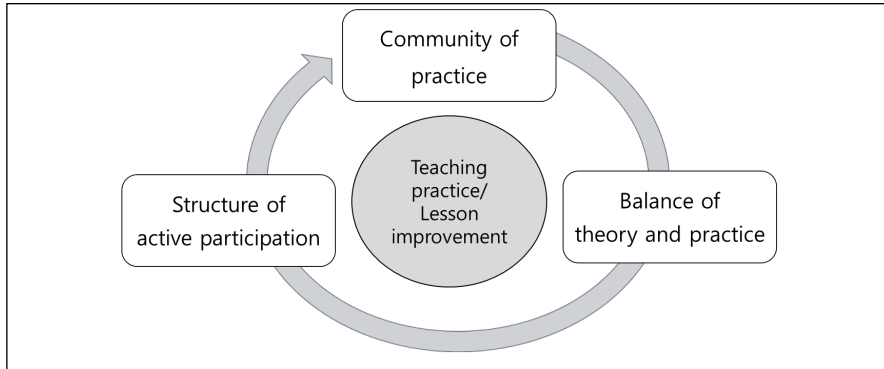 Community of
practice
Teaching
practice/
Lesson
improvement
Structure of
active participation
Balance of
theory and practice